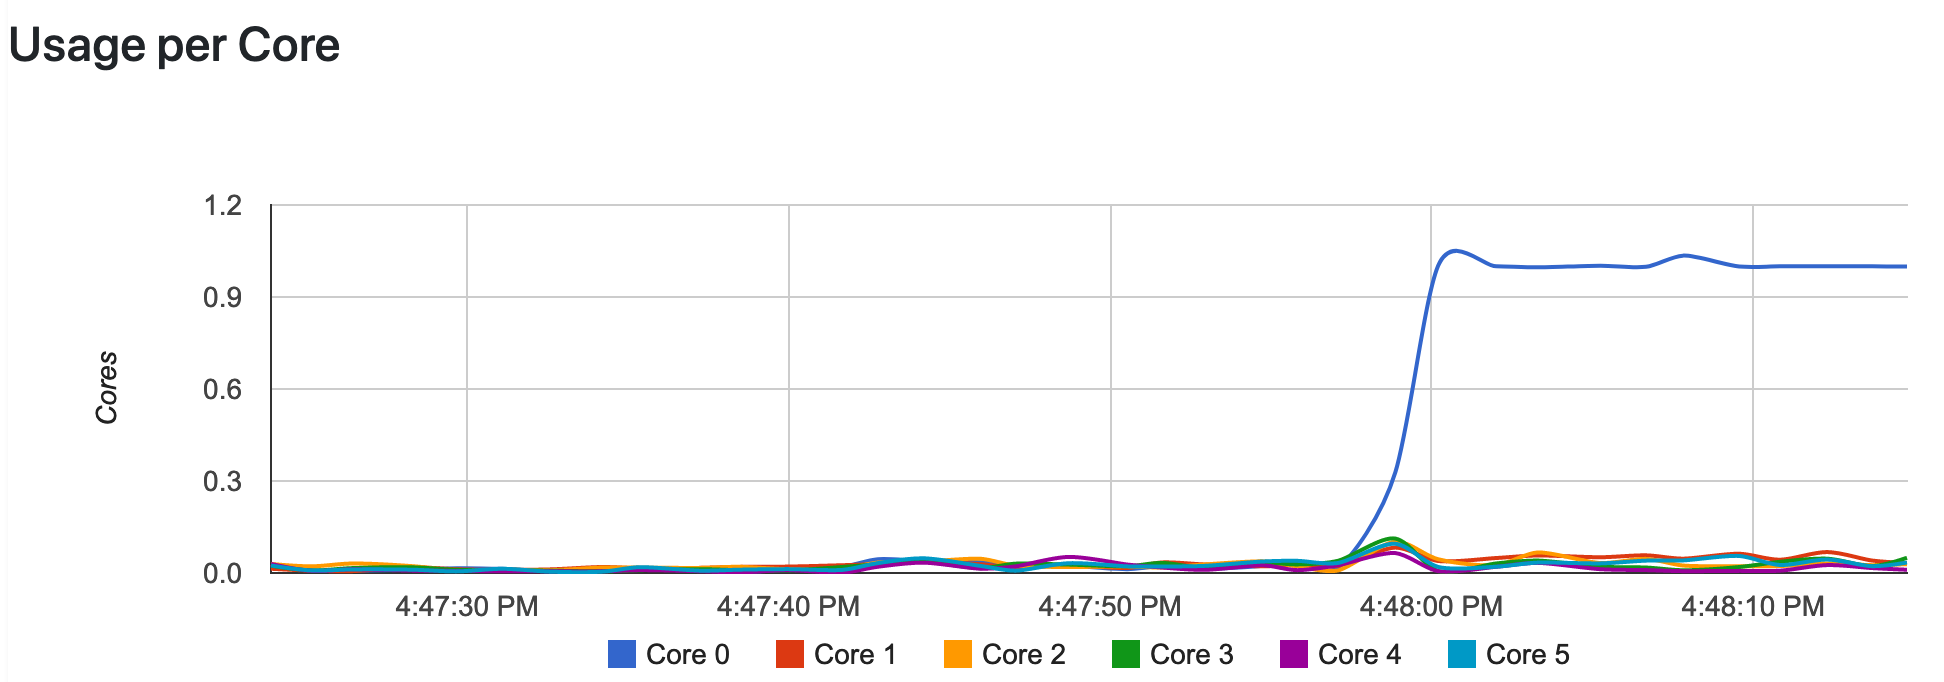 Usage per Core
1.2
0.9
0.6
0.3
0.0
Cores
4:47:30 PM 4:47:40 PM 4:47:50 PM 4:48:00 PM 4:48:10 PM
Core 0 Core 1 Core 2 Core 3 Core 4 Core 5